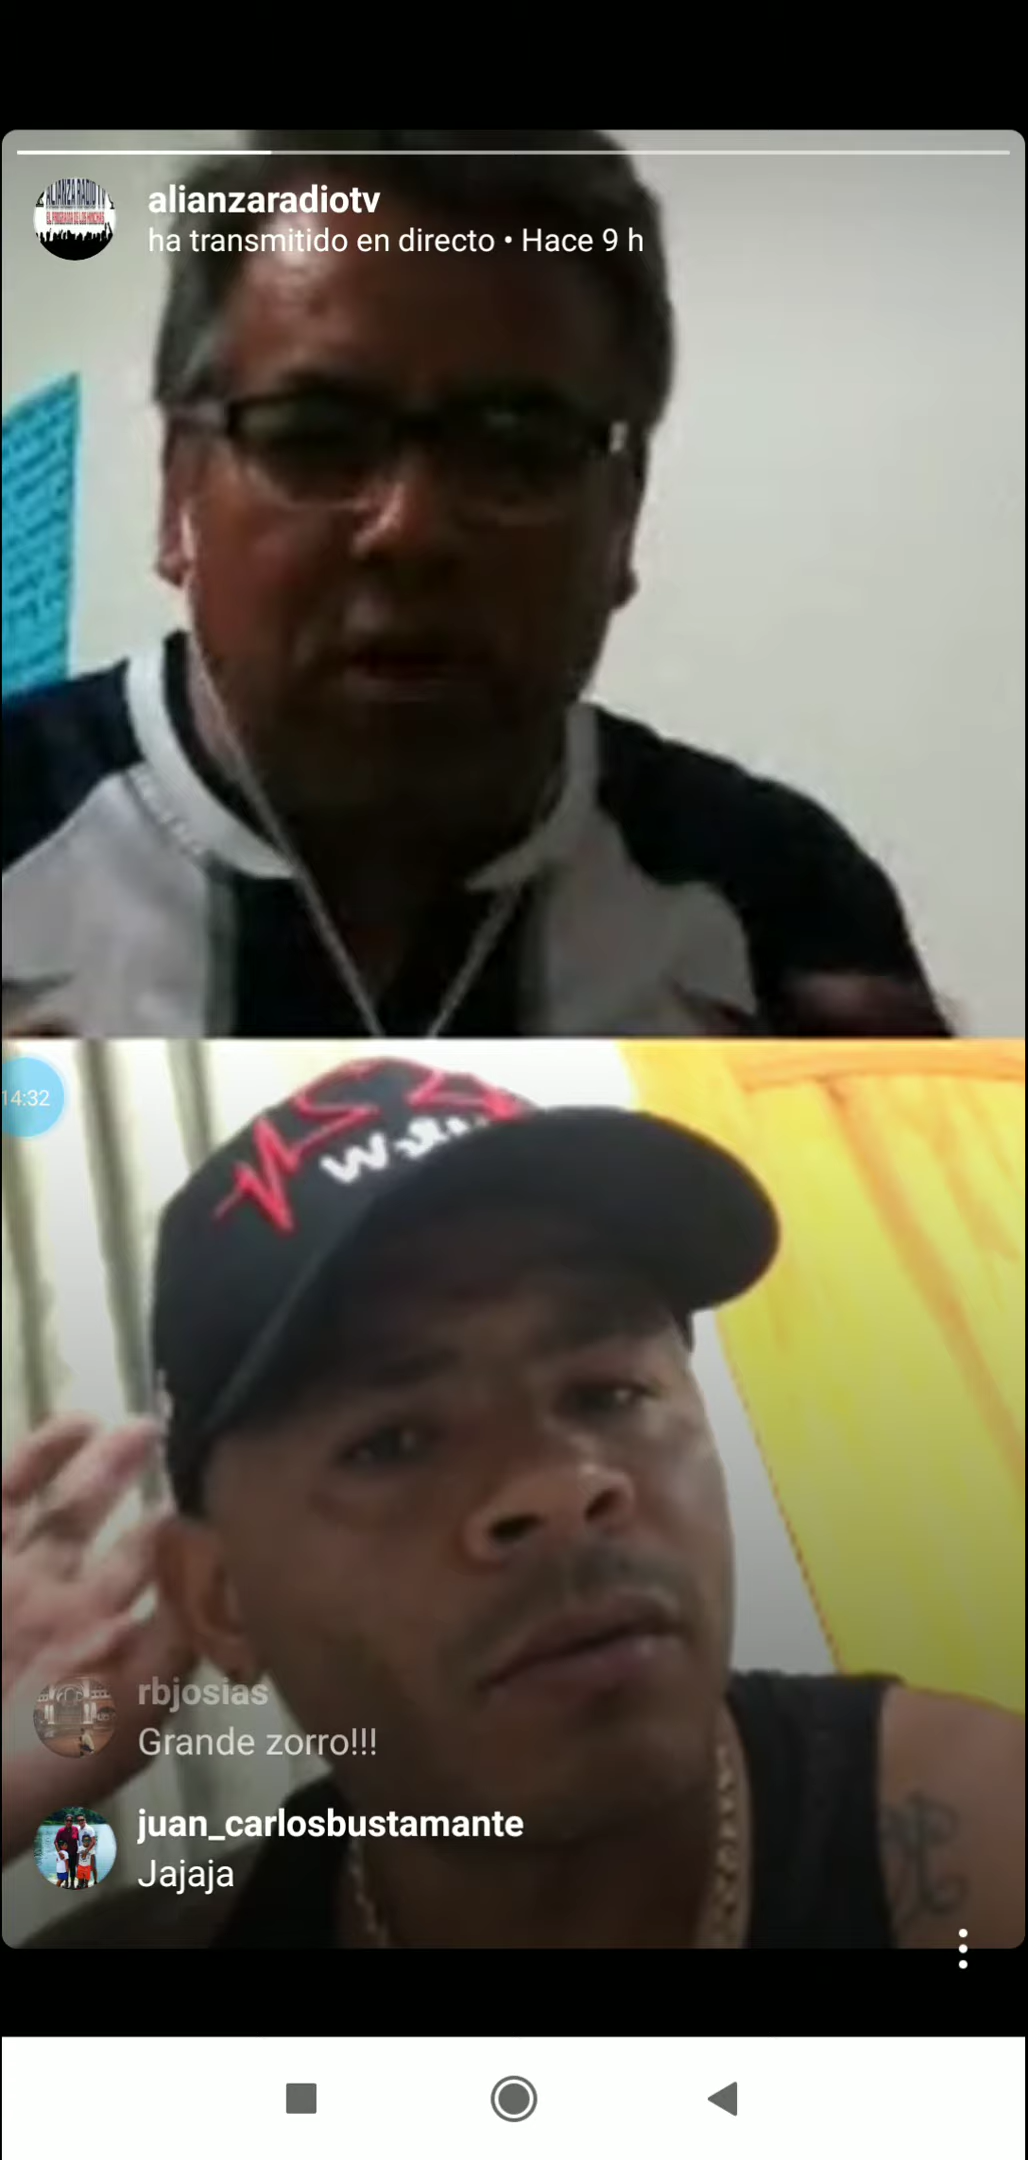 alianzaradiotv
ha transmitido en directo • Hace 9 h
14:32
rbjosias
Grande zorro!!!
juan_carlosbustamante
Jajaja